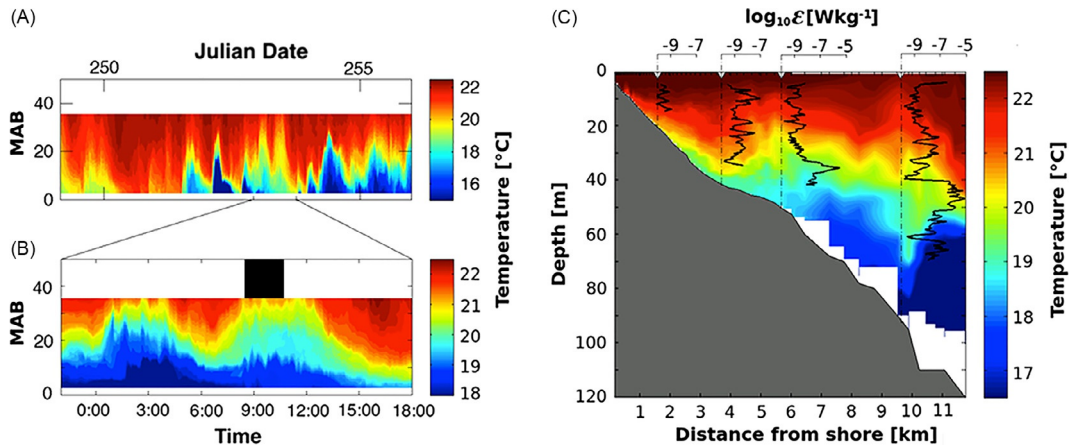 (A)
Julian Date
250 255
MAB
40
20
0
22
21
20
19
18
17
16
Temperature [°C]
(B)
MAB
40
20
0
0:00 3:00 6:00 9:00 12:00 15:00 18:00
Time
22
21
20
19
18
(C)
log₁₀ℰ[Wkg⁻¹]
-9 -7 -9 -7 -5 -9 -7 -5 -9 -7 -5
Depth [m]
0
20
40
60
80
100
120
1 2 3 4 5 6 7 8 9 10 11
Distance from shore [km]
22
21
20
19
18
17
Temperature [°C]